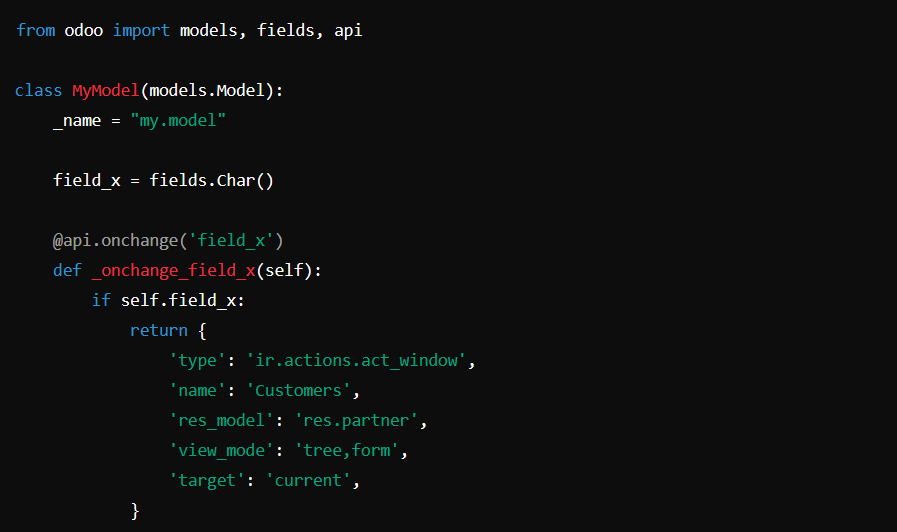 from odoo import models, fields, api
class MyModel(models.Model):
    _name = "my.model"
    field_x = fields.Char()
    @api.onchange('field_x')
    def _onchange_field_x(self):
        if self.field_x:
            return {
                'type': 'ir.actions.act_window',
                'name': 'Customers',
                'res_model': 'res.partner',
                'view_mode': 'tree,form',
                'target': 'current',
            }